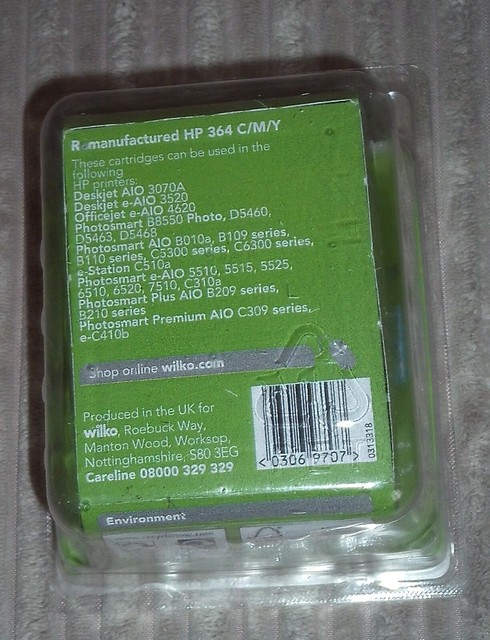 Remanufactured HP 364 C/M/Y
These cartridges can be used in the
following
HP printers:
Deskjet AIO 3070A
Deskjet e-AIO 3520
Officejet e-AIO 4620
Photosmart B8550 Photo, D5460,
D5463, D5468
Photosmart AIO B010a, B109 series,
B110 series, C5300 series, C6300 series,
e-Station C510a
Photosmart e-AIO 5510, 5515, 5525,
6510, 6520, 7510, C310a
Photosmart Plus AIO B209 series,
B210 series
Photosmart Premium AIO C309 series,
e-C410b
Shop online wilko.com
Produced in the UK for
wilko, Roebuck Way,
Manton Wood, Worksop,
Nottinghamshire, S80 3EG
Careline 08000 329 329
< 0306 9707 >
0313318
Environment